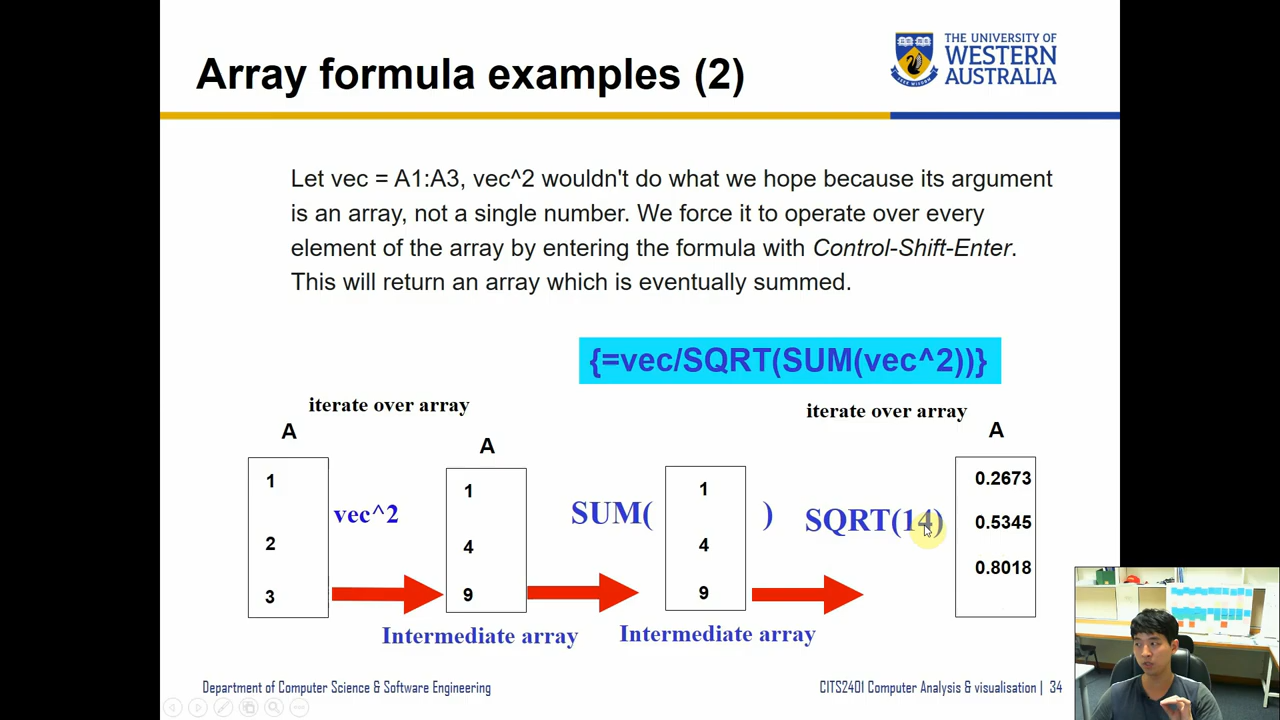 Array formula examples (2)
THE UNIVERSITY OF
WESTERN
AUSTRALIA
Let vec = A1:A3, vec^2 wouldn't do what we hope because its argument
is an array, not a single number. We force it to operate over every
element of the array by entering the formula with Control-Shift-Enter.
This will return an array which is eventually summed.
{=vec/SQRT(SUM(vec^2))}
iterate over array
iterate over array
A
A
A
1
2
3
vec^2
1
4
9
SUM(
1
4
9
)
SQRT(14)
0.2673
0.5345
0.8018
Intermediate array
Intermediate array
Department of Computer Science & Software Engineering
CITS2401 Computer Analysis & visualisation | 34